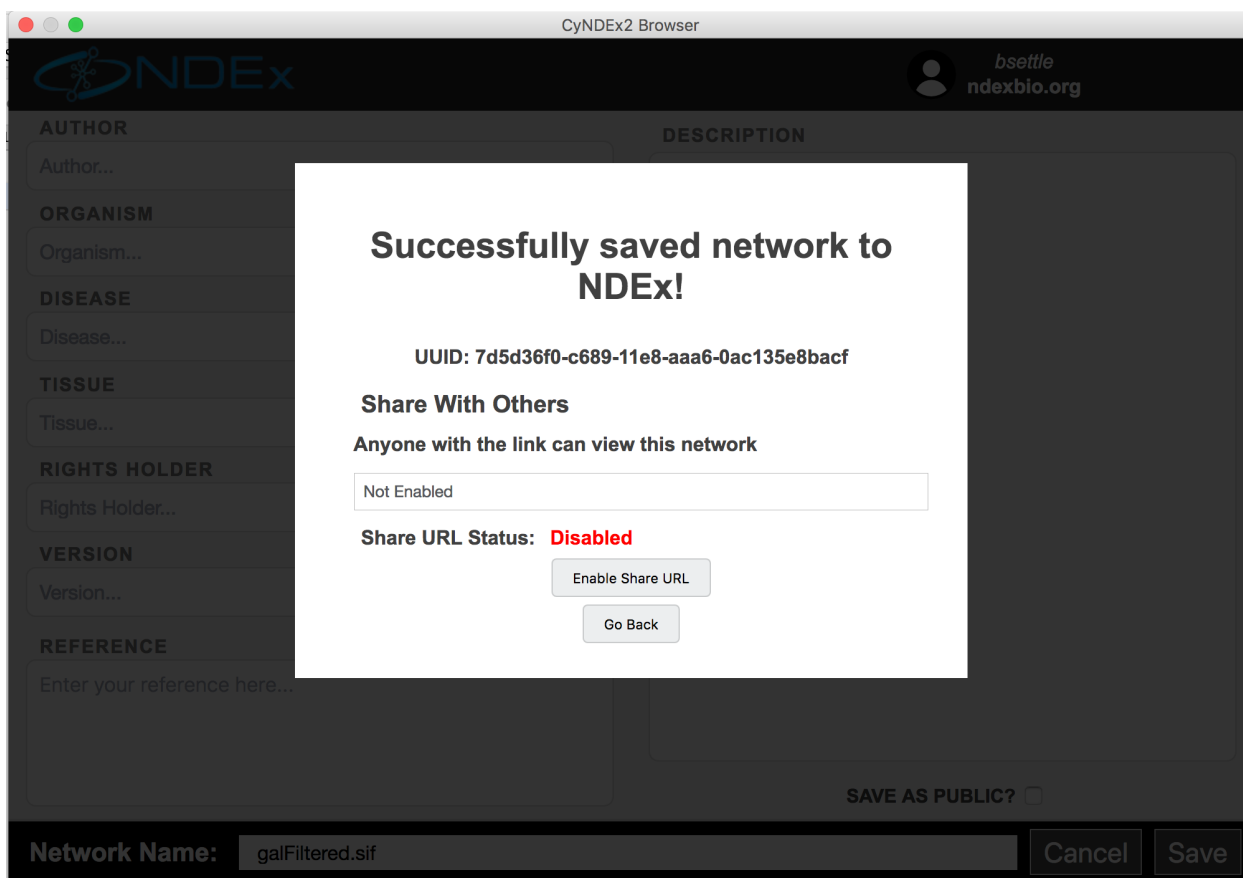 CyNDEx2 Browser
NDEx
bsettle
ndexbio.org
AUTHOR
Author...
ORGANISM
Organism...
DISEASE
Disease...
TISSUE
Tissue...
RIGHTS HOLDER
Rights Holder...
VERSION
Version...
REFERENCE
Enter your reference here...
DESCRIPTION
Successfully saved network to
NDEx!
UUID: 7d5d36f0-c689-11e8-aaa6-0ac135e8bacf
Share With Others
Anyone with the link can view this network
Not Enabled
Share URL Status: Disabled
Enable Share URL
Go Back
SAVE AS PUBLIC?
Network Name: galFiltered.sif Cancel Save